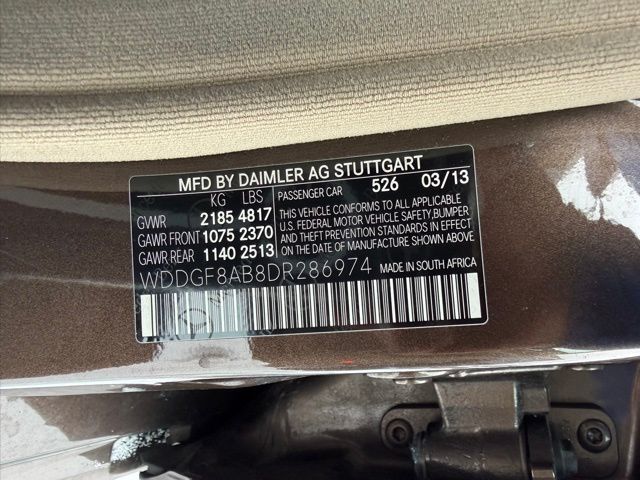 MFD BY DAIMLER AG STUTTGART
KG LBS
GVWR 2185 4817
GAWR FRONT 1075 2370
GAWR REAR 1140 2513
PASSENGER CAR 526 03/13
THIS VEHICLE CONFORMS TO ALL APPLICABLE
U.S. FEDERAL MOTOR VEHICLE SAFETY,BUMPER
AND THEFT PREVENTION STANDARDS IN EFFECT
ON THE DATE OF MANUFACTURE SHOWN ABOVE.
WDDGF8AB8DR286974 MADE IN SOUTH AFRICA